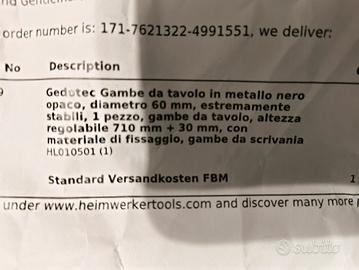 order number is: 171-7621322-4991551, we deliver:
No Description
Gedotec Gambe da tavolo in metallo nero
opaco, diametro 60 mm, estremamente
stabili, 1 pezzo, gambe da tavolo, altezza
regolabile 710 mm + 30 mm, con
materiale di fissaggio, gambe da scrivania
HL010501 (1)
Standard Versandkosten FBM 1
under www.heimwerkertools.com and discover many more
subito